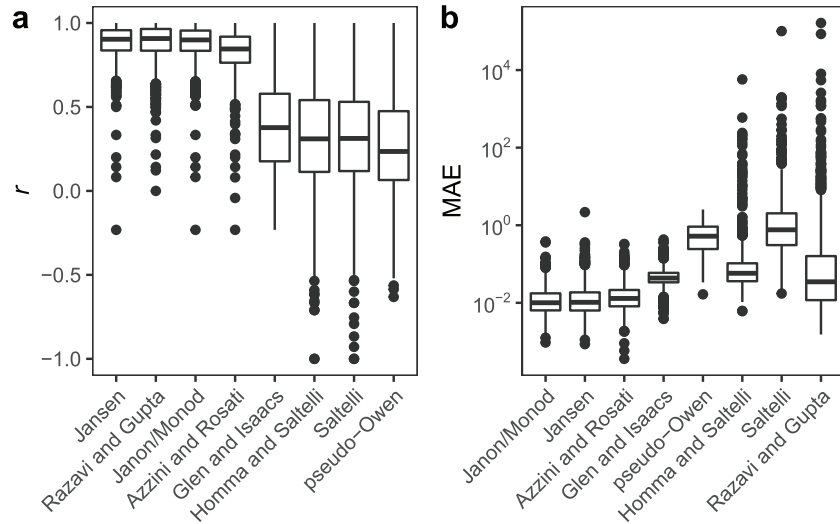 a
r
1.0
0.5
0.0
−0.5
−1.0
Jansen
Razavi and Gupta
Janon/Monod
Azzini and Rosati
Glen and Isaacs
Homma and Saltelli
Saltelli
pseudo−Owen
b
MAE
10^4
10^2
10^0
10^−2
Janon/Monod
Jansen
Azzini and Rosati
Glen and Isaacs
pseudo−Owen
Homma and Saltelli
Saltelli
Razavi and Gupta